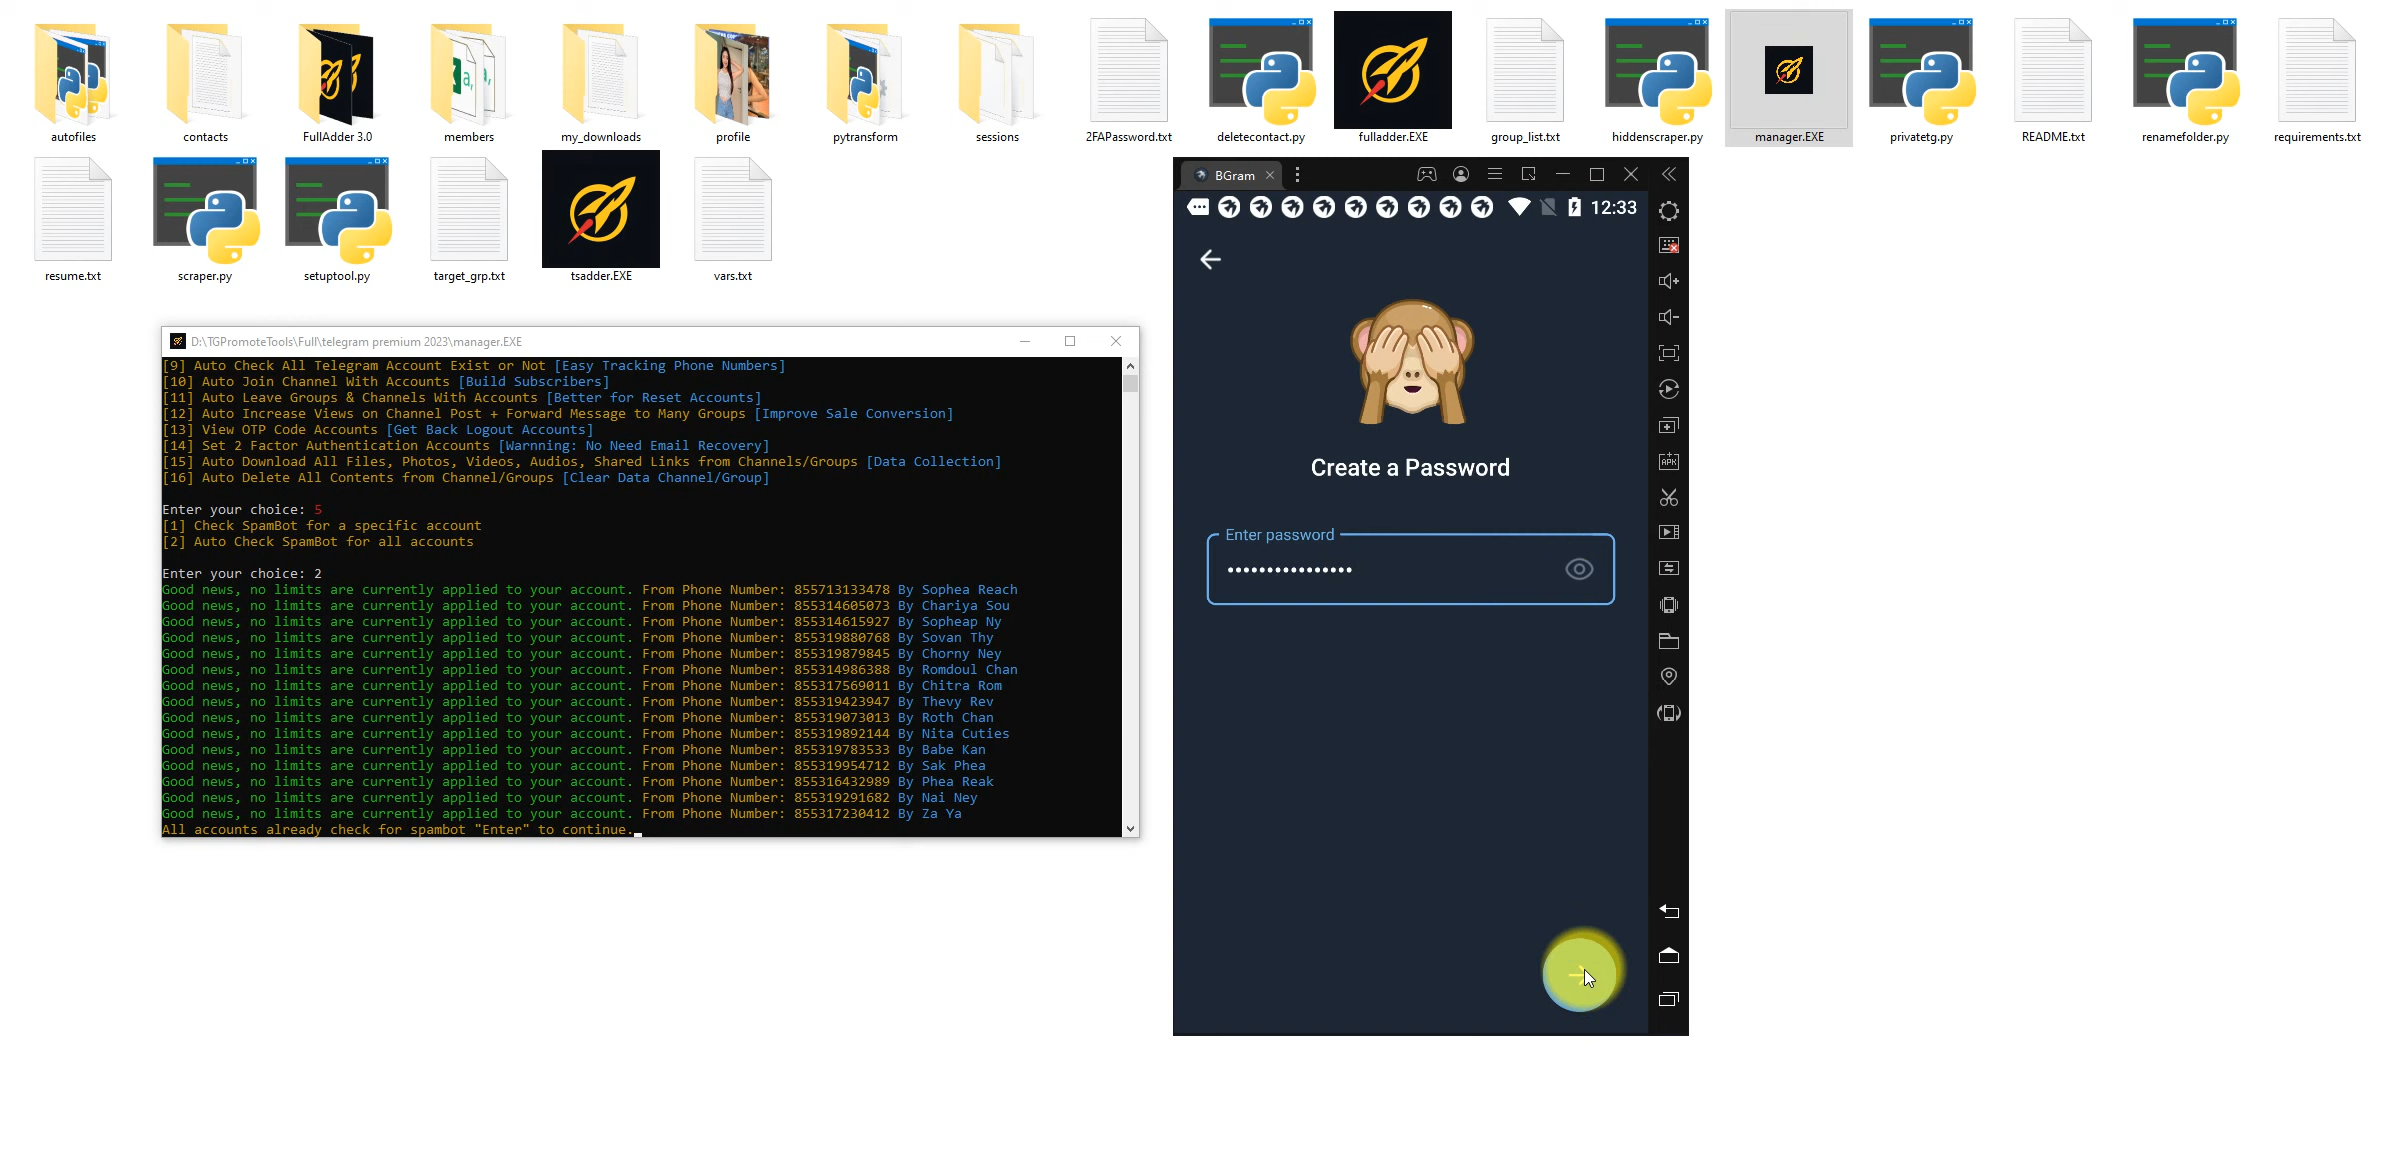 autofiles
contacts
FullAdder 3.0
members
my_downloads
profile
pytransform
sessions
2FAPassword.txt
deletecontact.py
fulladder.EXE
group_list.txt
hiddenscraper.py
manager.EXE
privatetg.py
README.txt
renamefolder.py
requirements.txt
resume.txt
scraper.py
setuptool.py
target_grp.txt
tsadder.EXE
vars.txt
D:\TGPromoteTools\Full\telegram premium 2023\manager.EXE
[9] Auto Check All Telegram Account Exist or Not [Easy Tracking Phone Numbers]
[10] Auto Join Channel With Accounts [Build Subscribers]
[11] Auto Leave Groups & Channels With Accounts [Better for Reset Accounts]
[12] Auto Increase Views on Channel Post + Forward Message to Many Groups [Improve Sale Conversion]
[13] View OTP Code Accounts [Get Back Logout Accounts]
[14] Set 2 Factor Authentication Accounts [Warnning: No Need Email Recovery]
[15] Auto Download All Files, Photos, Videos, Audios, Shared Links from Channels/Groups [Data Collection]
[16] Auto Delete All Contents from Channel/Groups [Clear Data Channel/Group]
Enter your choice: 5
[1] Check SpamBot for a specific account
[2] Auto Check SpamBot for all accounts
Enter your choice: 2
Good news, no limits are currently applied to your account. From Phone Number: 855713133478 By Sophea Reach
Good news, no limits are currently applied to your account. From Phone Number: 855314605073 By Chariya Sou
Good news, no limits are currently applied to your account. From Phone Number: 855314615927 By Sopheap Ny
Good news, no limits are currently applied to your account. From Phone Number: 855319880768 By Sovan Thy
Good news, no limits are currently applied to your account. From Phone Number: 855319879845 By Chorny Ney
Good news, no limits are currently applied to your account. From Phone Number: 855314986388 By Romdoul Chan
Good news, no limits are currently applied to your account. From Phone Number: 855317569011 By Chitra Rom
Good news, no limits are currently applied to your account. From Phone Number: 855319423947 By Thevy Rev
Good news, no limits are currently applied to your account. From Phone Number: 855319073013 By Roth Chan
Good news, no limits are currently applied to your account. From Phone Number: 855319892144 By Nita Cuties
Good news, no limits are currently applied to your account. From Phone Number: 855319783533 By Babe Kan
Good news, no limits are currently applied to your account. From Phone Number: 855319954712 By Sak Phea
Good news, no limits are currently applied to your account. From Phone Number: 855316432989 By Phea Reak
Good news, no limits are currently applied to your account. From Phone Number: 855319291682 By Nai Ney
Good news, no limits are currently applied to your account. From Phone Number: 855317230412 By Za Ya
All accounts already check for spambot "Enter" to continue.
BGram
12:33
Create a Password
Enter password
••••••••••••••••
APK